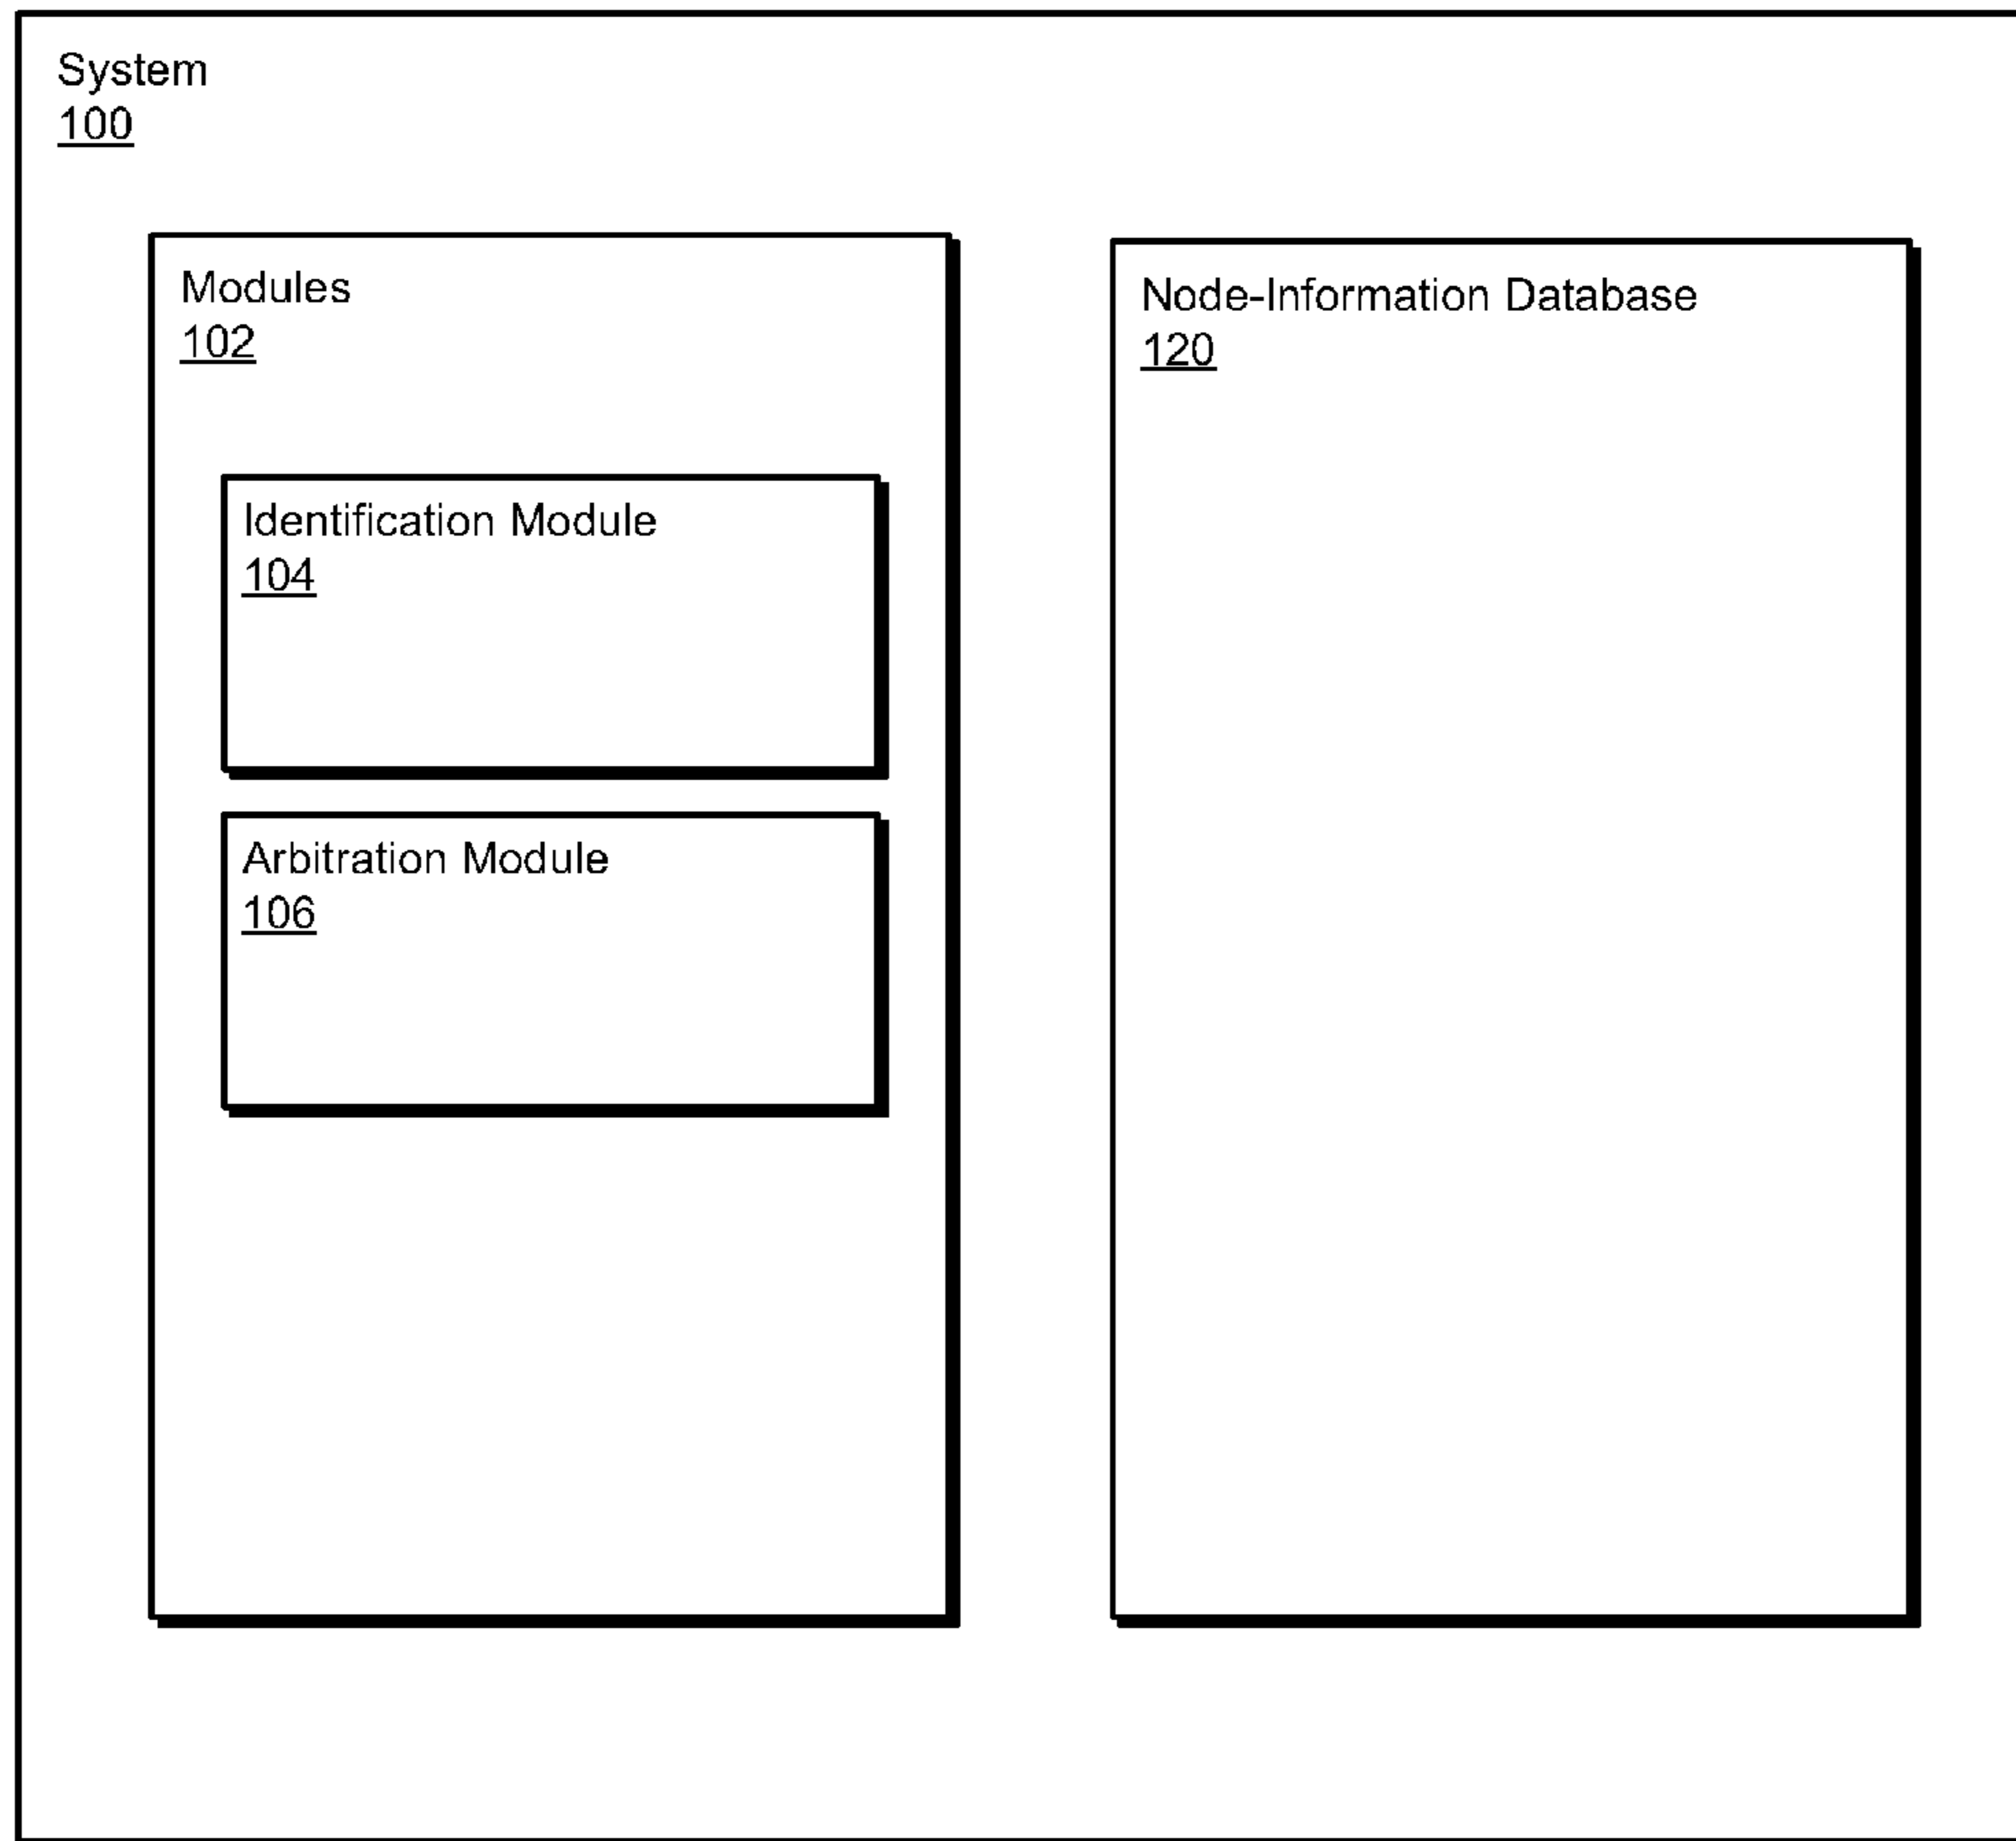 System
100
Modules
102
Identification Module
104
Arbitration Module
106
Node-Information Database
120